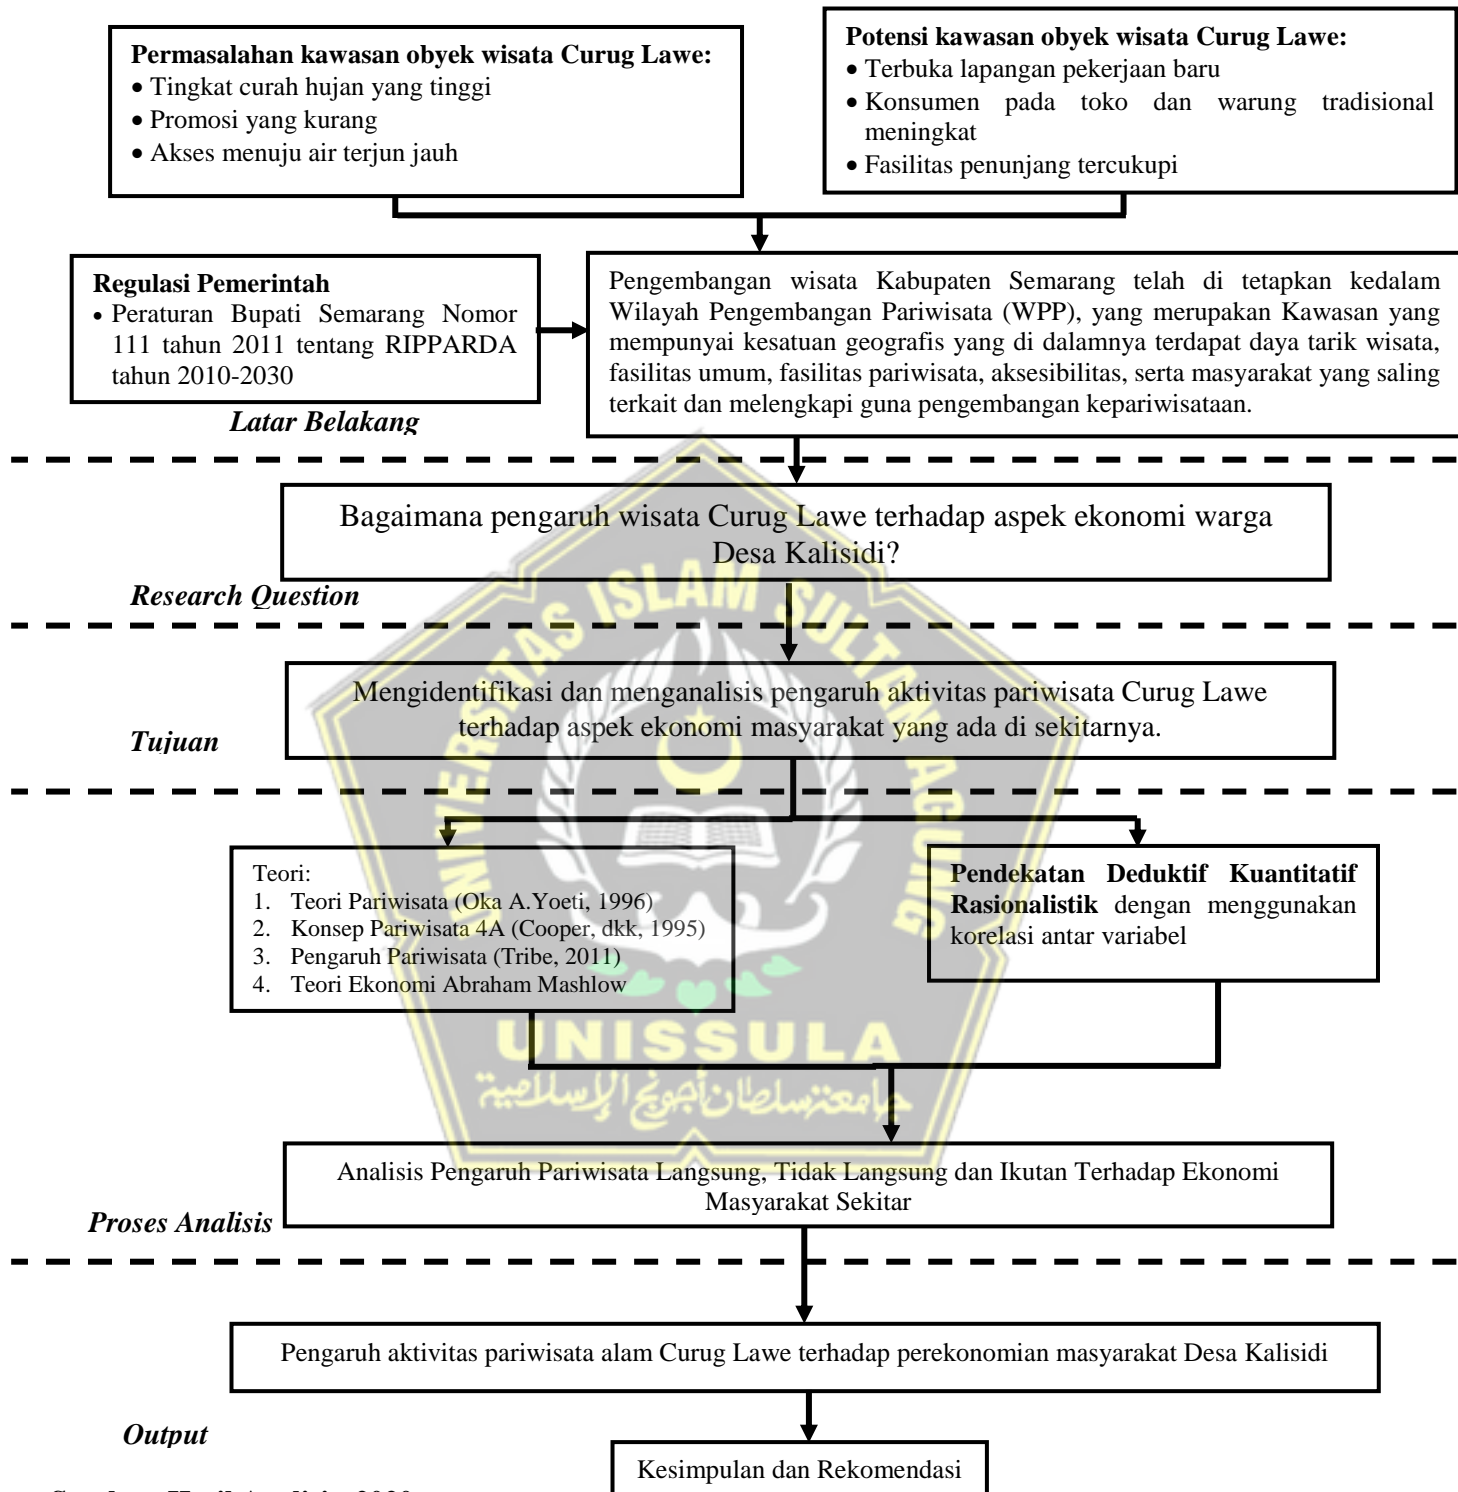 Permasalahan kawasan obyek wisata Curug Lawe:
• Tingkat curah hujan yang tinggi
• Promosi yang kurang
• Akses menuju air terjun jauh
Potensi kawasan obyek wisata Curug Lawe:
• Terbuka lapangan pekerjaan baru
• Konsumen pada toko dan warung tradisional
meningkat
• Fasilitas penunjang tercukupi
Regulasi Pemerintah
• Peraturan Bupati Semarang Nomor
111 tahun 2011 tentang RIPPARDA
tahun 2010-2030
Pengembangan wisata Kabupaten Semarang telah di tetapkan kedalam
Wilayah Pengembangan Pariwisata (WPP), yang merupakan Kawasan yang
mempunyai kesatuan geografis yang di dalamnya terdapat daya tarik wisata,
fasilitas umum, fasilitas pariwisata, aksesibilitas, serta masyarakat yang saling
terkait dan melengkapi guna pengembangan kepariwisataan.
Latar Belakang
Bagaimana pengaruh wisata Curug Lawe terhadap aspek ekonomi warga
Desa Kalisidi?
Research Question
Mengidentifikasi dan menganalisis pengaruh aktivitas pariwisata Curug Lawe
terhadap aspek ekonomi masyarakat yang ada di sekitarnya.
Tujuan
Teori:
1. Teori Pariwisata (Oka A.Yoeti, 1996)
2. Konsep Pariwisata 4A (Cooper, dkk, 1995)
3. Pengaruh Pariwisata (Tribe, 2011)
4. Teori Ekonomi Abraham Mashlow
Pendekatan Deduktif Kuantitatif
Rasionalistik dengan menggunakan
korelasi antar variabel
UNIVERSITAS ISLAM SULTAN AGUNG
UNISSULA
جامعتسلطان أجونج الإسلامية
Analisis Pengaruh Pariwisata Langsung, Tidak Langsung dan Ikutan Terhadap Ekonomi
Masyarakat Sekitar
Proses Analisis
Pengaruh aktivitas pariwisata alam Curug Lawe terhadap perekonomian masyarakat Desa Kalisidi
Output
Kesimpulan dan Rekomendasi